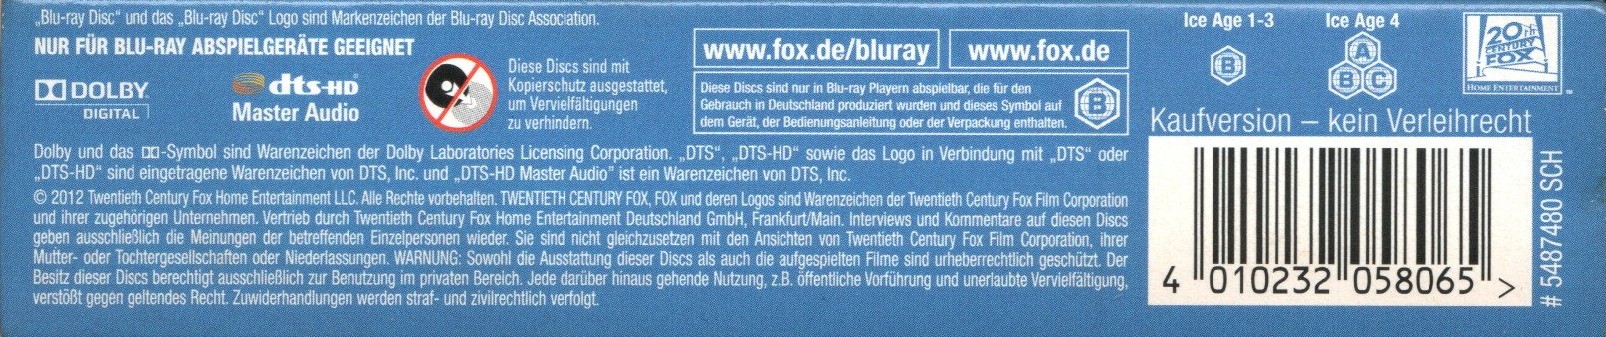 „Blu-ray Disc“ und das „Blu-ray Disc“ Logo sind Markenzeichen der Blu-ray Disc Association.
NUR FÜR BLU-RAY ABSPIELGERÄTE GEEIGNET
DOLBY
DIGITAL
dts-HD
Master Audio
Diese Discs sind mit
Kopierschutz ausgestattet,
um Vervielfältigungen
zu verhindern.
www.fox.de/bluray
www.fox.de
Diese Discs sind nur in Blu-ray Playern abspielbar, die für den
Gebrauch in Deutschland produziert wurden und dieses Symbol auf
dem Gerät, der Bedienungsanleitung oder der Verpackung enthalten.
B
Dolby und das -Symbol sind Warenzeichen der Dolby Laboratories Licensing Corporation. „DTS“, „DTS-HD“ sowie das Logo in Verbindung mit „DTS“ oder
„DTS-HD“ sind eingetragene Warenzeichen von DTS, Inc. und „DTS-HD Master Audio“ ist ein Warenzeichen von DTS, Inc.
© 2012 Twentieth Century Fox Home Entertainment LLC. Alle Rechte vorbehalten. TWENTIETH CENTURY FOX, FOX und deren Logos sind Warenzeichen der Twentieth Century Fox Film Corporation
und ihrer zugehörigen Unternehmen. Vertrieb durch Twentieth Century Fox Home Entertainment Deutschland GmbH, Frankfurt/Main. Interviews und Kommentare auf diesen Discs
geben ausschließlich die Meinungen der betreffenden Einzelpersonen wieder. Sie sind nicht gleichzusetzen mit den Ansichten von Twentieth Century Fox Film Corporation, ihrer
Mutter- oder Tochtergesellschaften oder Niederlassungen. WARNUNG: Sowohl die Ausstattung dieser Discs als auch die aufgespielten Filme sind urheberrechtlich geschützt. Der
Besitz dieser Discs berechtigt ausschließlich zur Benutzung im privaten Bereich. Jede darüber hinaus gehende Nutzung, z.B. öffentliche Vorführung und unerlaubte Vervielfältigung,
verstößt gegen geltendes Recht. Zuwiderhandlungen werden straf- und zivilrechtlich verfolgt.
Ice Age 1-3
B
Ice Age 4
A
B C
20th
CENTURY
FOX
HOME ENTERTAINMENT
™
Kaufversion – kein Verleihrecht
4 010232 058065 >
# 5487480 SCH